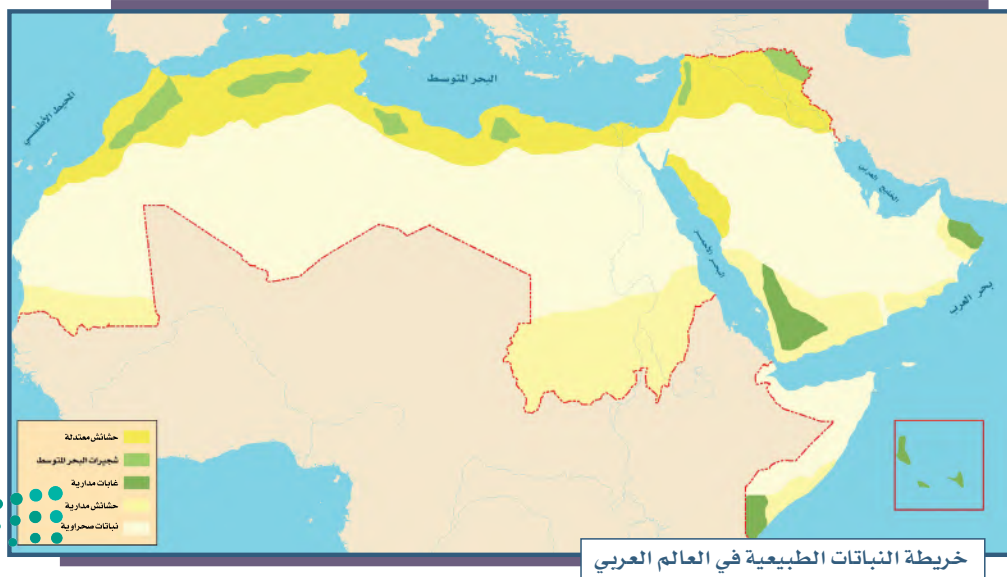 البحر المتوسط
المحيط الأطلسي
الخليج العربي
البحر الأحمر
بحر العرب
حشائش معتدلة
شجيرات البحر المتوسط
غابات مدارية
حشائش مدارية
نباتات صحراوية
خريطة النباتات الطبيعية في العالم العربي